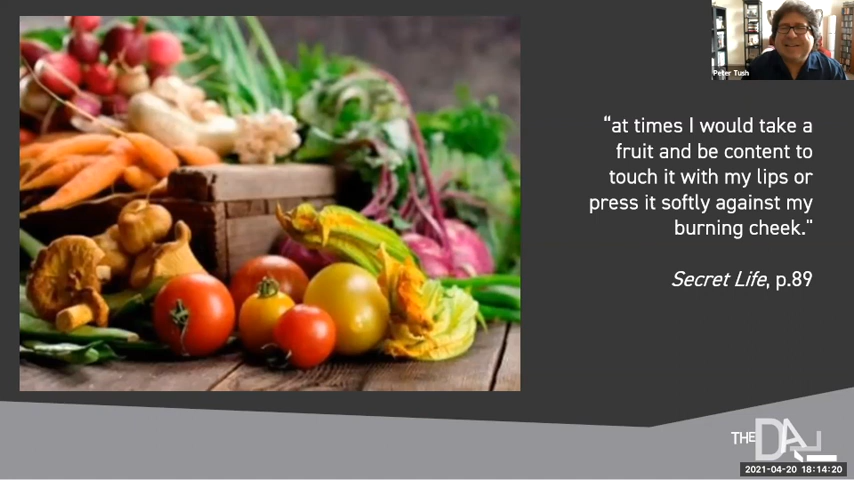 Peter Tush
“at times I would take a
fruit and be content to
touch it with my lips or
press it softly against my
burning cheek."
Secret Life, p.89
THE DALÍ
2021-04-20 18:14:20